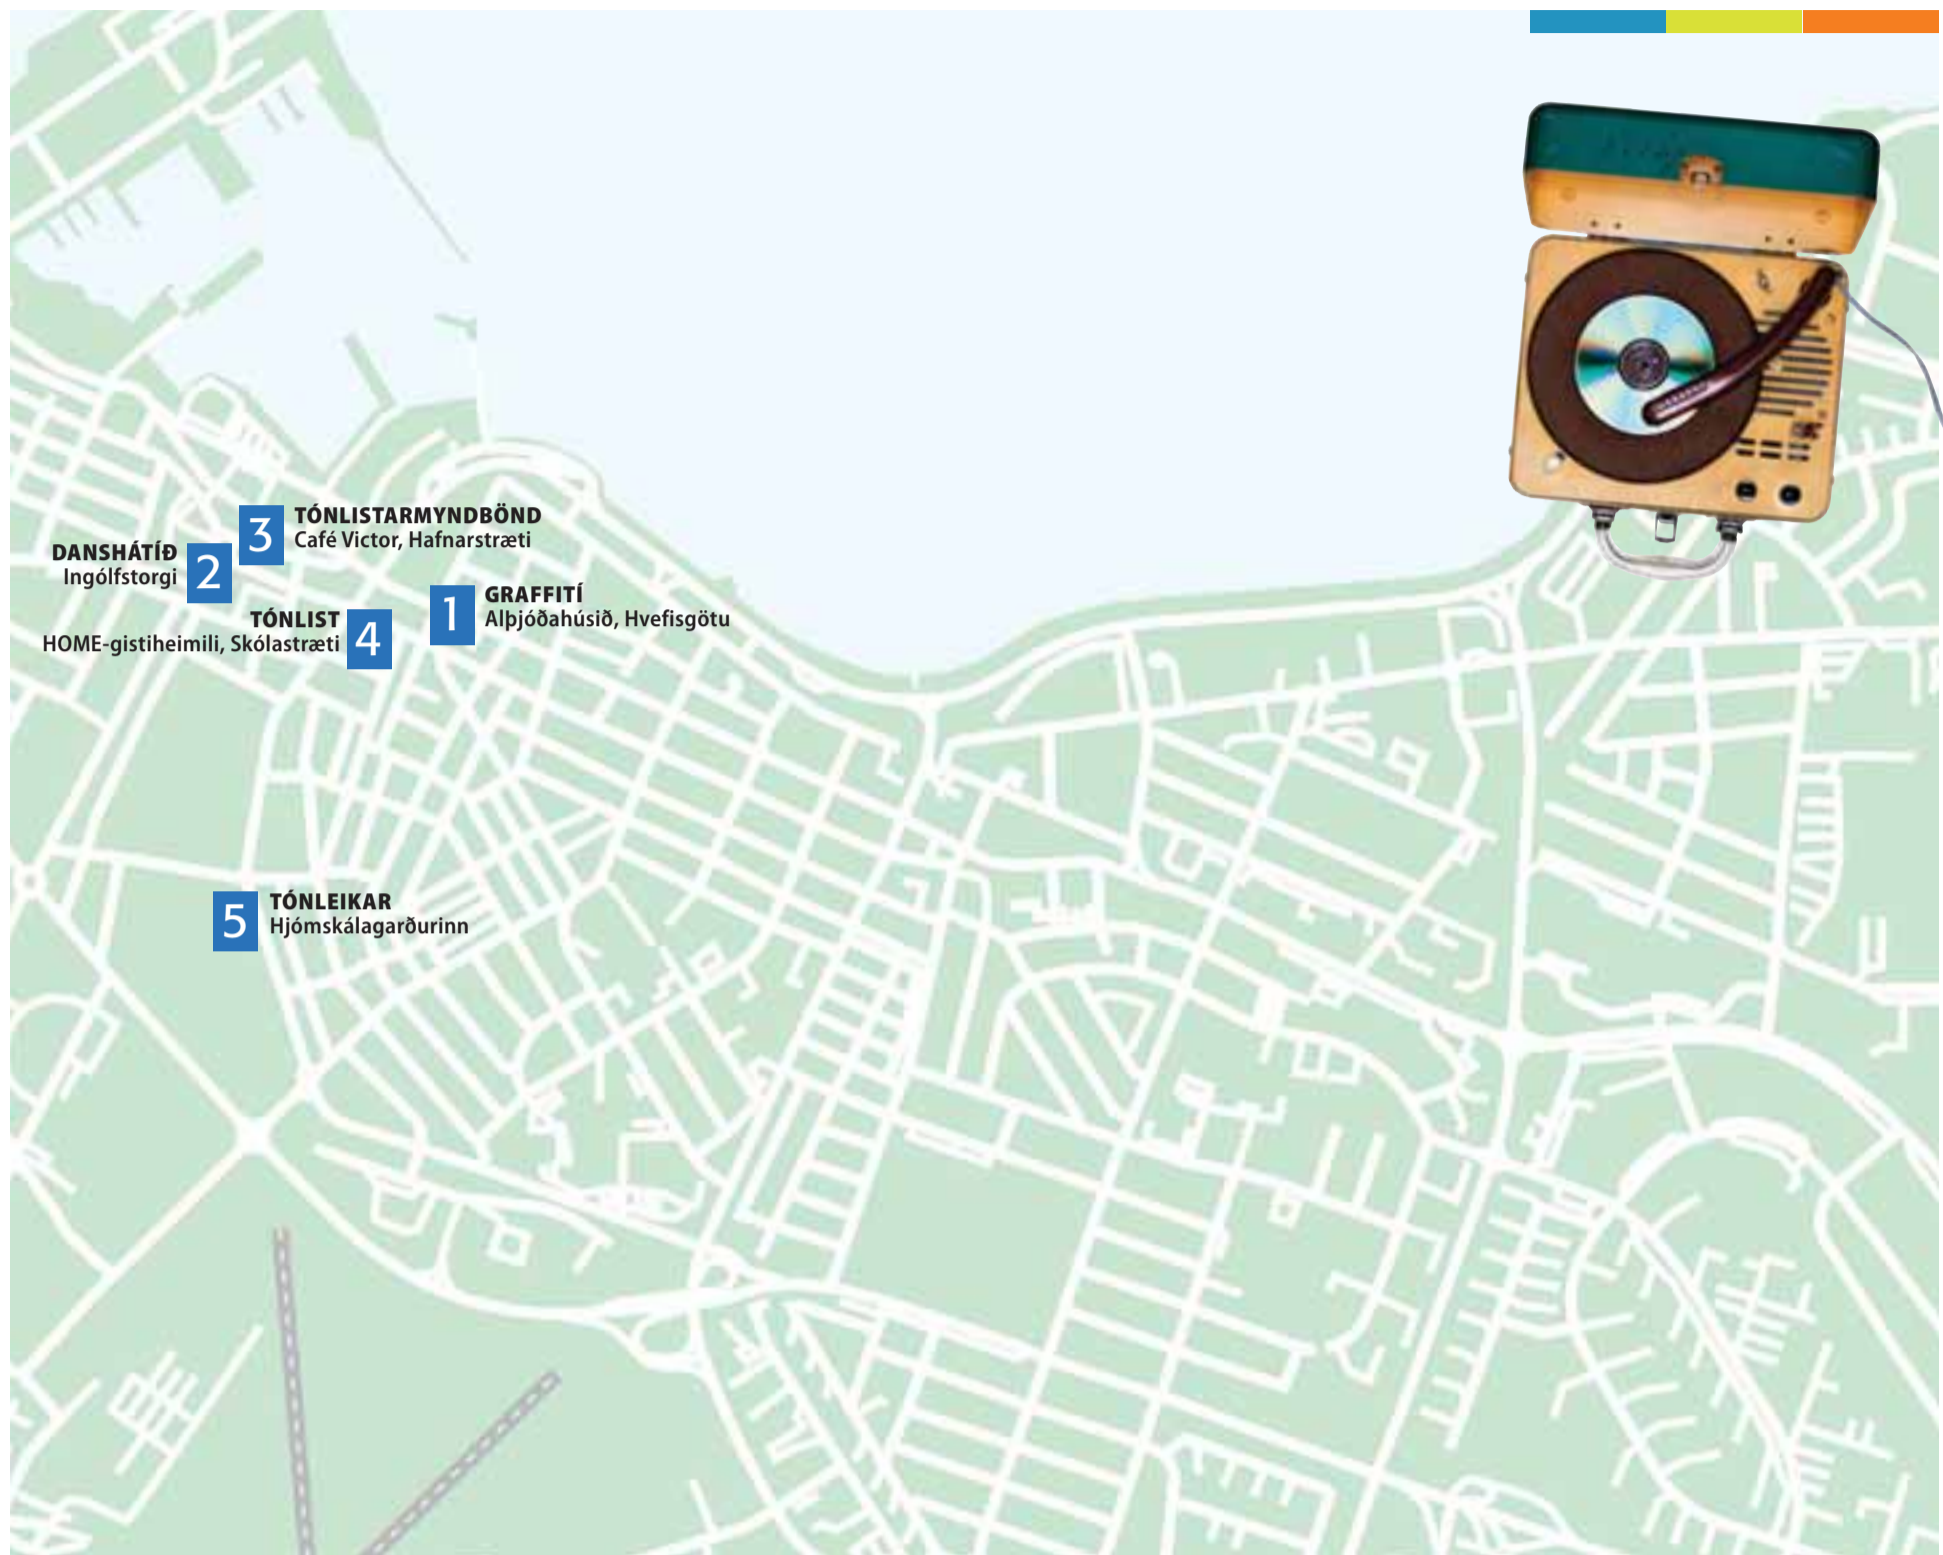 3
TÓNLISTARMYNDBÖND
Café Victor, Hafnarstræti
DANSHÁTÍÐ
Ingólfstorgi
2
1
GRAFFITÍ
Alþjóðahúsið, Hvefisgötu
TÓNLIST
HOME-gistiheimili, Skólastræti
4
5
TÓNLEIKAR
Hjómskálagarðurinn